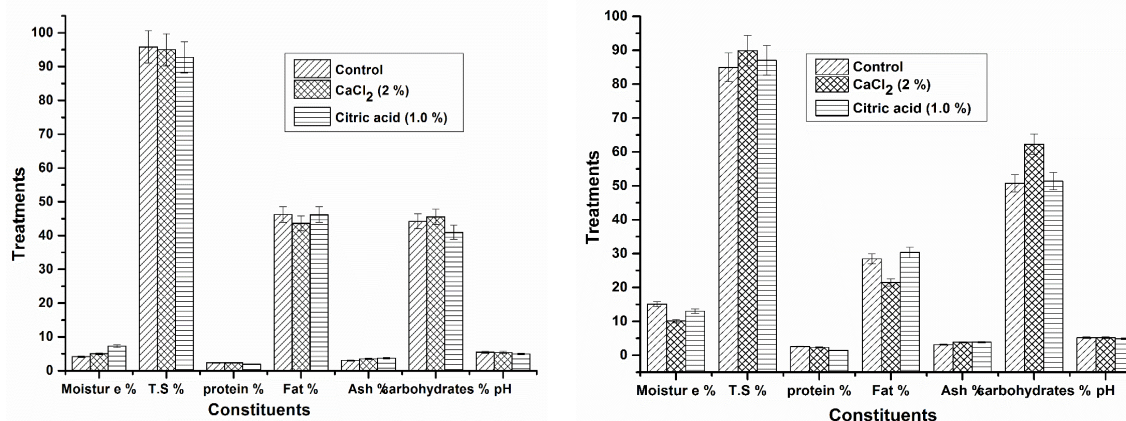 100
90
80
70
60
50
40
30
20
10
0
Treatments
Control
CaCl2 (2 %)
Citric acid (1.0 %)
Moistur e % T.S % protein % Fat % Ash % carbohydrates % pH
Constituents
100
90
80
70
60
50
40
30
20
10
0
Treatments
Control
CaCl2 (2 %)
Citric acid (1.0 %)
Moistur e % T.S % protein % Fat % Ash % carbohydrates % pH
Constituents